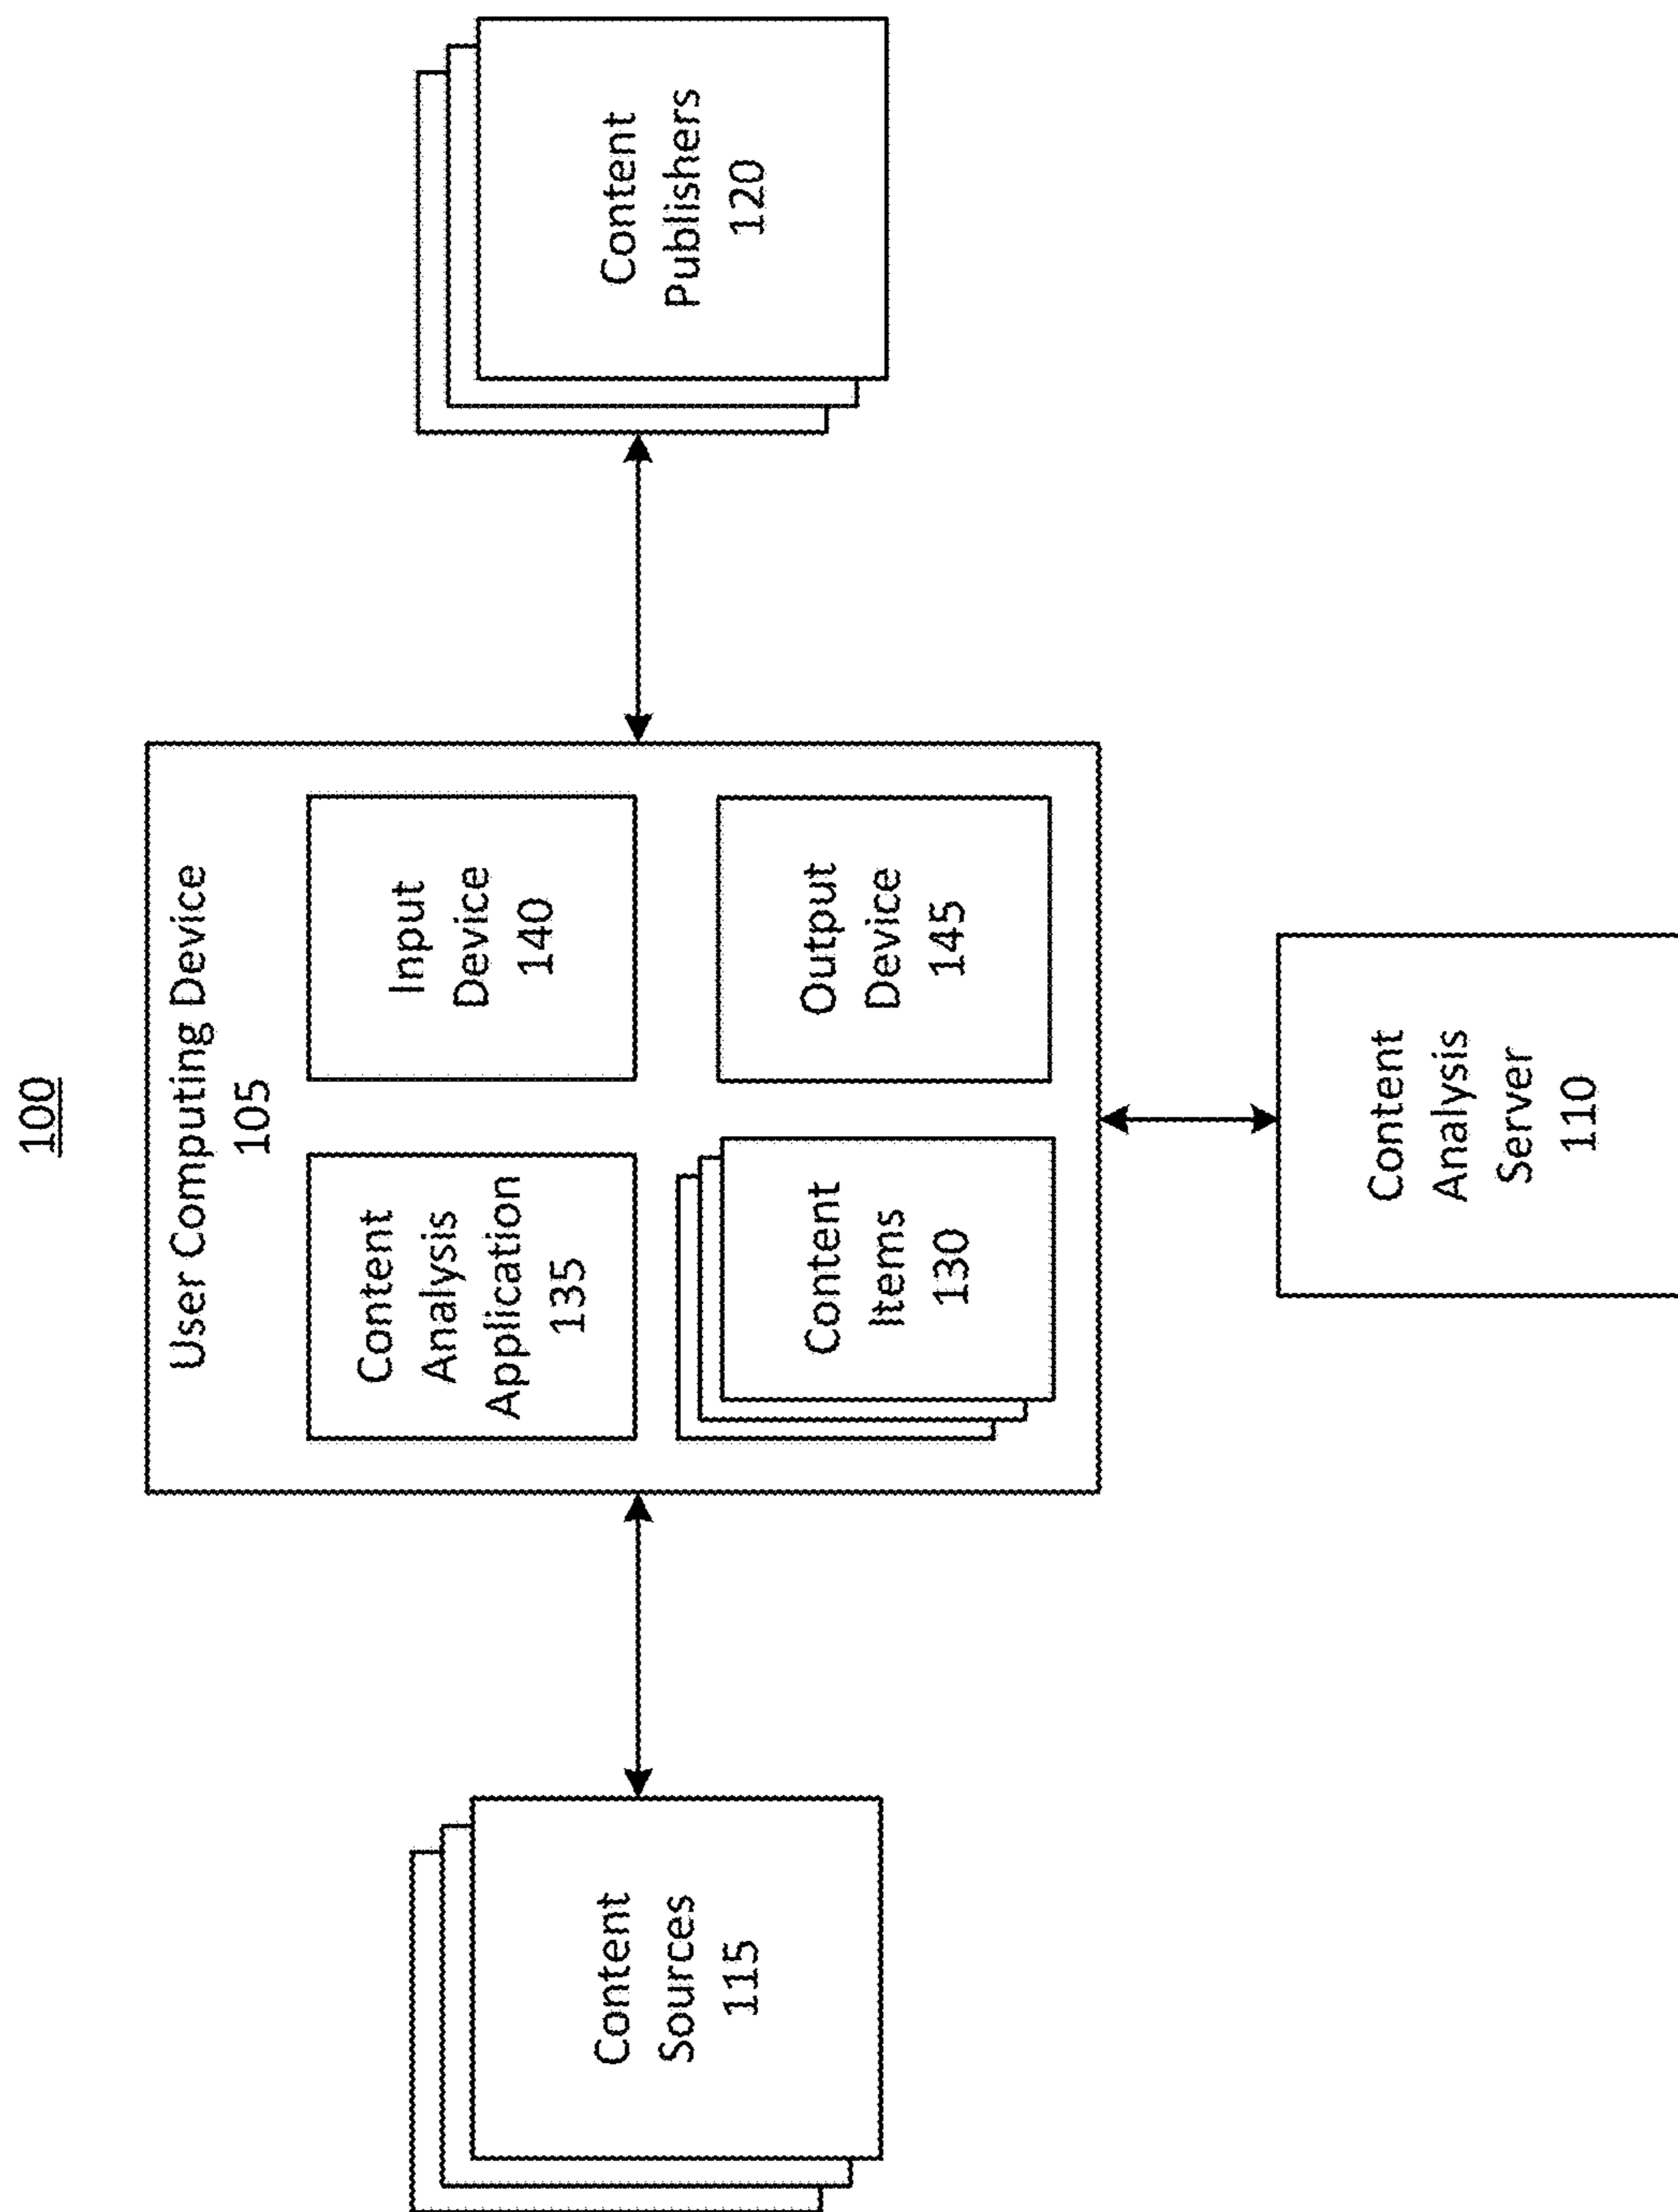 100
User Computing Device
105
Content
Analysis
Application
135
Input
Device
140
Content
Items
130
Output
Device
145
Content
Sources
115
Content
Publishers
120
Content
Analysis
Server
110